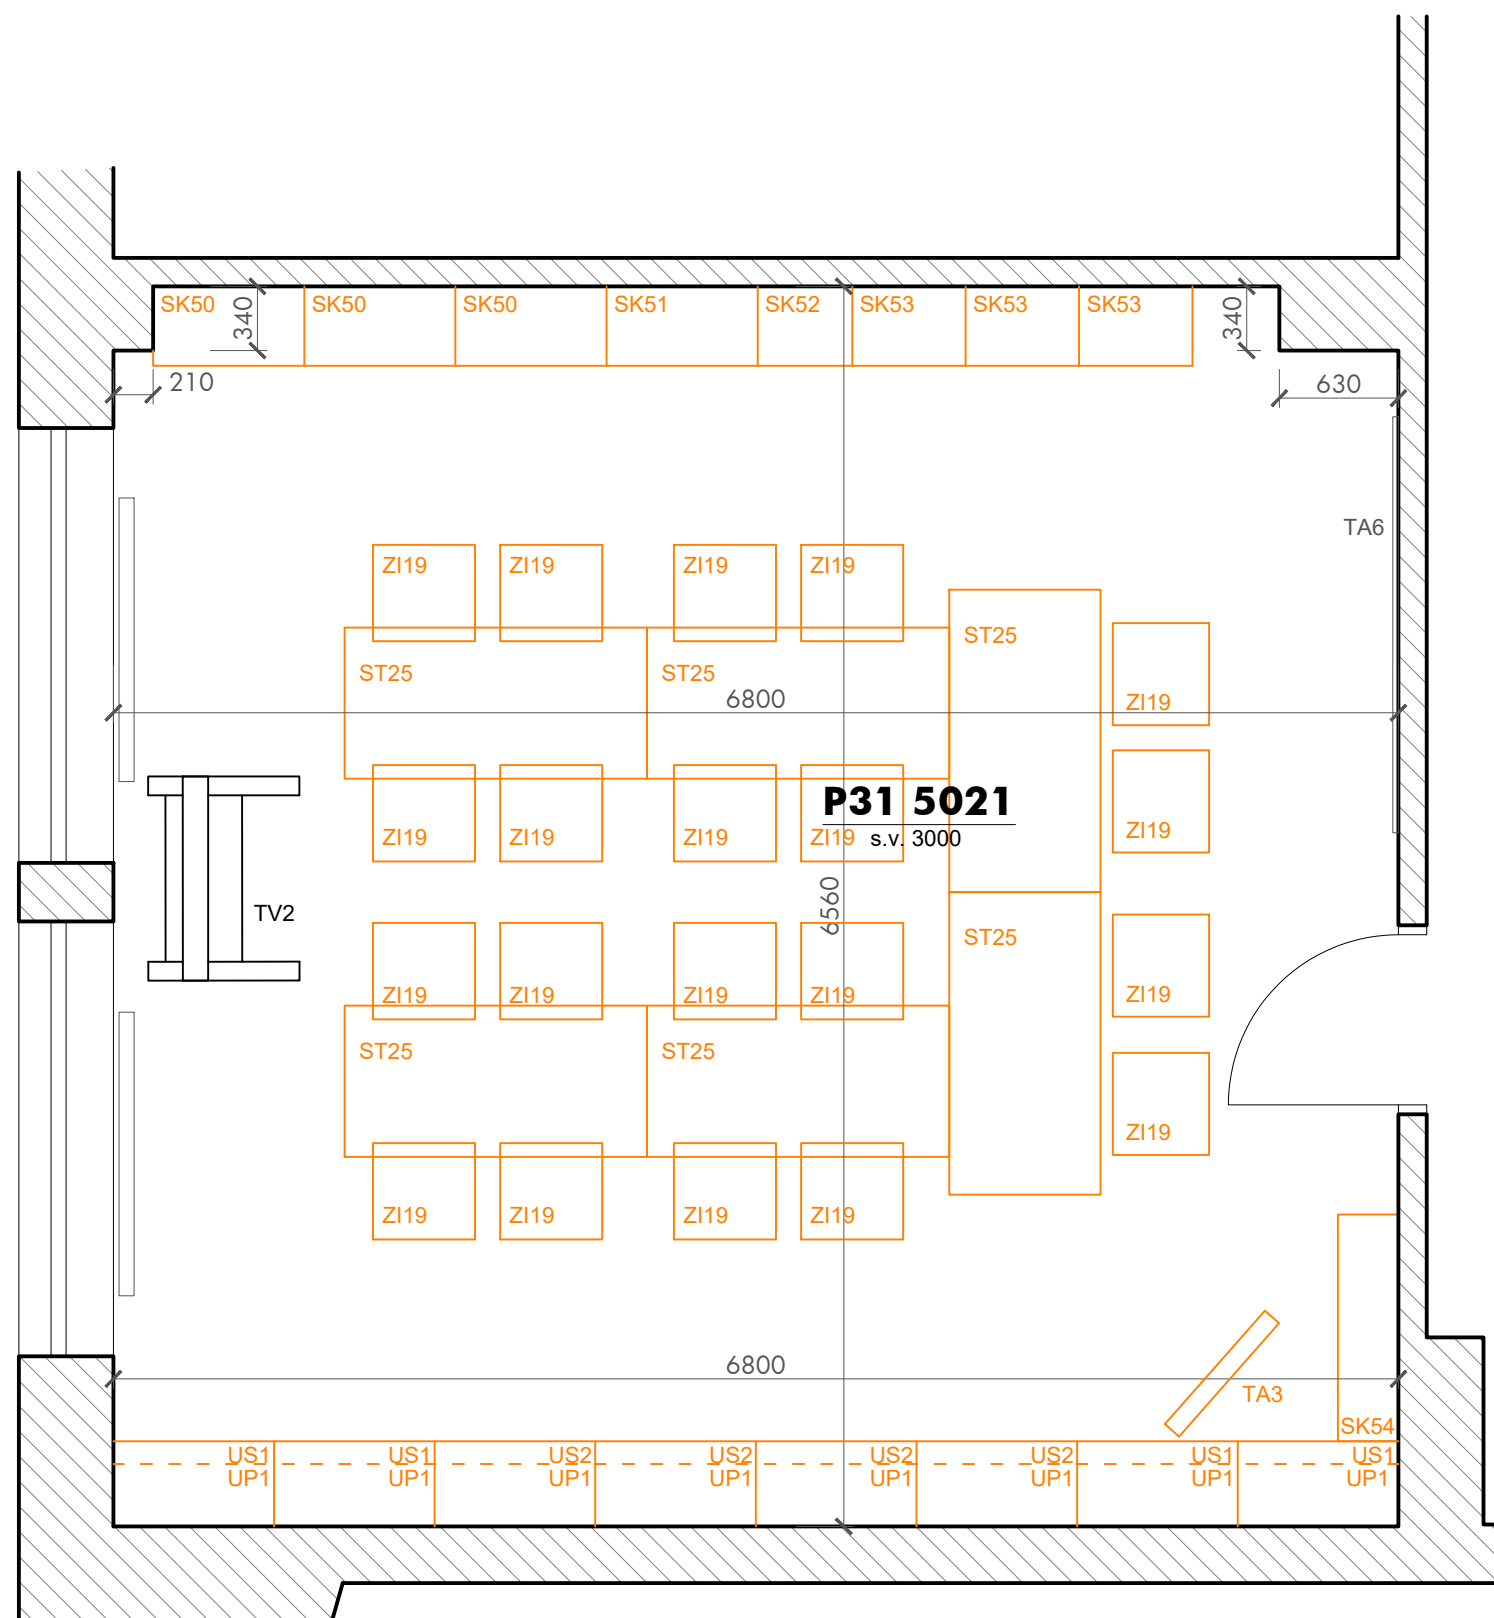 SK50 SK50 SK50 SK51 SK52 SK53 SK53 SK53
340 340
210 630
TA6
ZI19 ZI19 ZI19 ZI19
ST25
ST25 ST25
6800 ZI19
P31 5021
s.v. 3000
ZI19 ZI19 ZI19 ZI19 ZI19
6560
TV2
ST25
ZI19 ZI19 ZI19 ZI19 ZI19
ST25 ST25
ZI19
ZI19 ZI19 ZI19 ZI19
6800
TA3
SK54
US1 US1 US2 US2 US2 US2 US1 US1
UP1 UP1 UP1 UP1 UP1 UP1 UP1 UP1